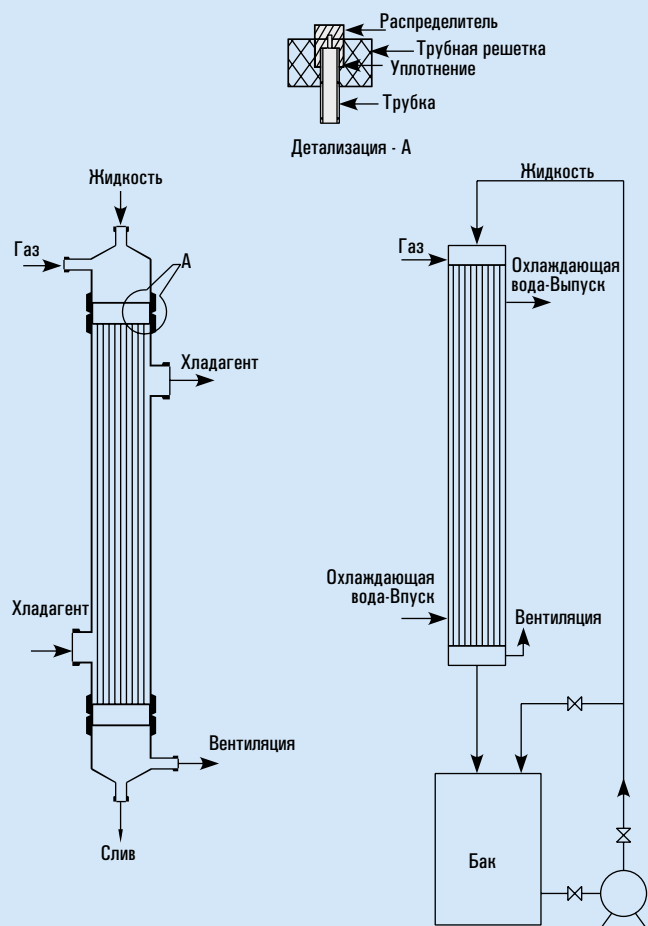 Распределитель
Трубная решетка
Уплотнение
Трубка
Детализация - А
Жидкость
Газ
А
Хладагент
Хладагент
Вентиляция
Слив
Жидкость
Газ
Охлаждающая
вода-Выпуск
Охлаждающая
вода-Впуск
Вентиляция
Бак